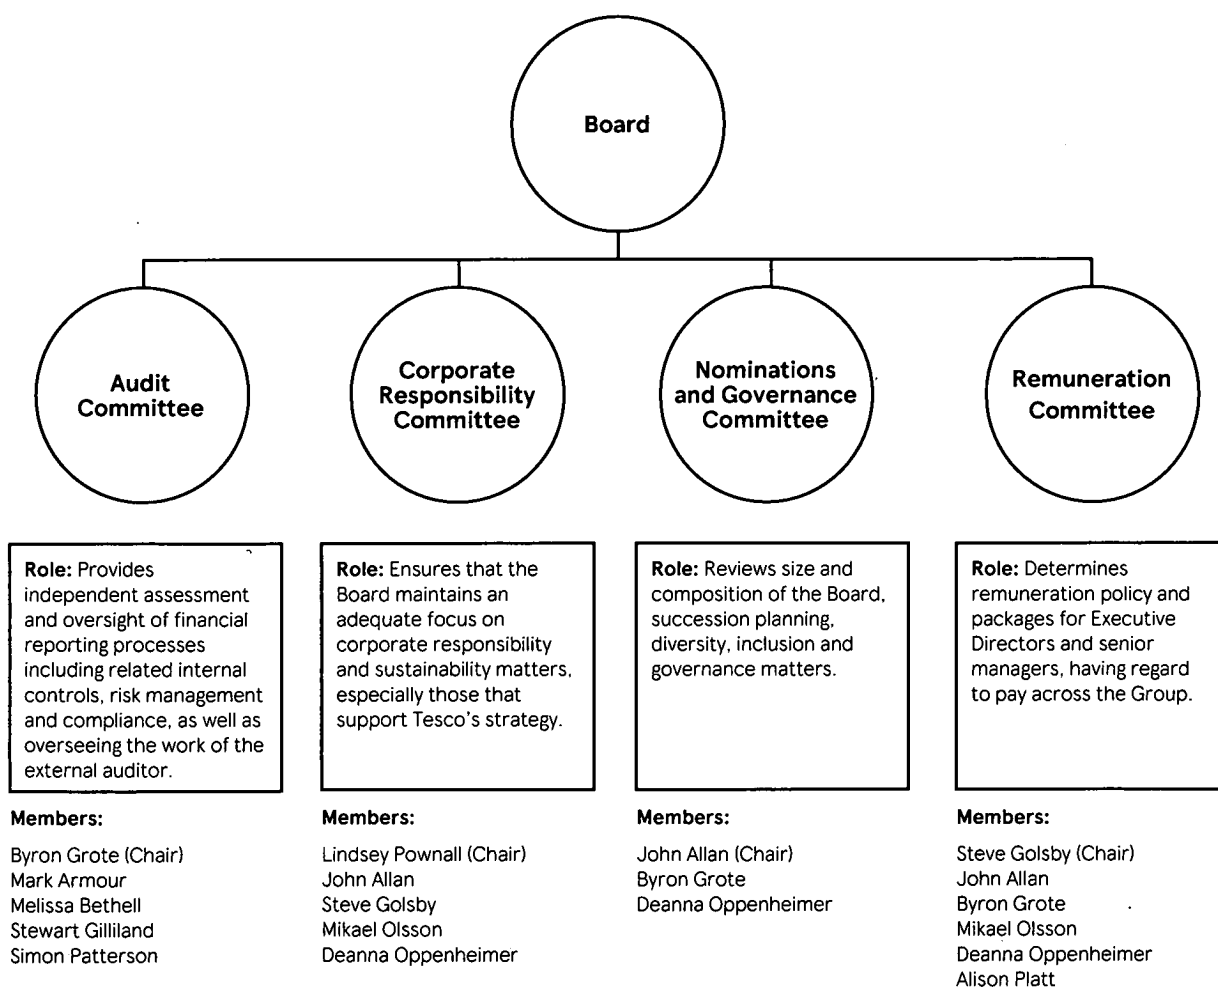 Board
Audit
Committee
Corporate
Responsibility
Committee
Nominations
and Governance
Committee
Remuneration
Committee
Role: Provides
independent assessment
and oversight of financial
reporting processes
including related internal
controls, risk management
and compliance, as well as
overseeing the work of the
external auditor.
Role: Ensures that the
Board maintains an
adequate focus on
corporate responsibility
and sustainability matters,
especially those that
support Tesco's strategy.
Role: Reviews size and
composition of the Board,
succession planning,
diversity, inclusion and
governance matters.
Role: Determines
remuneration policy and
packages for Executive
Directors and senior
managers, having regard
to pay across the Group.
Members:
Byron Grote (Chair)
Mark Armour
Melissa Bethell
Stewart Gilliland
Simon Patterson
Members:
Lindsey Pownall (Chair)
John Allan
Steve Golsby
Mikael Olsson
Deanna Oppenheimer
Members:
John Allan (Chair)
Byron Grote
Deanna Oppenheimer
Members:
Steve Golsby (Chair)
John Allan
Byron Grote
Mikael Olsson
Deanna Oppenheimer
Alison Platt